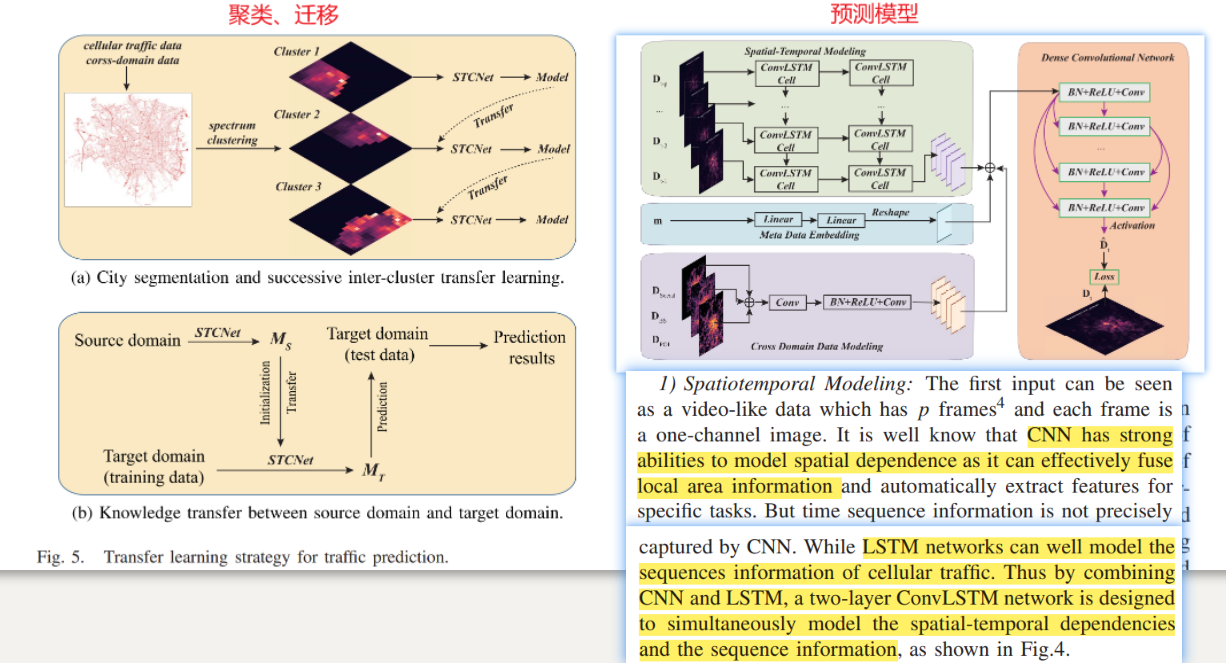 聚类、迁移
cellular traffic data
corss-domain data
spectrum
clustering
Cluster 1
STCNet
Model
Transfer
Cluster 2
STCNet
Model
Transfer
Cluster 3
STCNet
Model
(a) City segmentation and successive inter-cluster transfer learning.
Source domain
STCNet
M_S
Target domain
(test data)
Prediction
results
Initialization
Transfer
Prediction
Target domain
(training data)
STCNet
M_T
(b) Knowledge transfer between source domain and target domain.
Fig. 5. Transfer learning strategy for traffic prediction.
预测模型
Spatial-Temporal Modeling
ConvLSTM
Cell
ConvLSTM
Cell
...
...
...
ConvLSTM
Cell
ConvLSTM
Cell
ConvLSTM
Cell
ConvLSTM
Cell
m
Linear
Linear
Reshape
Meta Data Embedding
Conv
BN+ReLU+Conv
Cross Domain Data Modeling
Dense Convolutional Network
BN+ReLU+Conv
BN+ReLU+Conv
...
BN+ReLU+Conv
BN+ReLU+Conv
Activation
Loss
1) Spatiotemporal Modeling: The first input can be seen
as a video-like data which has p frames⁴ and each frame is
a one-channel image. It is well know that CNN has strong
abilities to model spatial dependence as it can effectively fuse
local area information and automatically extract features for
specific tasks. But time sequence information is not precisely
captured by CNN. While LSTM networks can well model the
sequences information of cellular traffic. Thus by combining
CNN and LSTM, a two-layer ConvLSTM network is designed
to simultaneously model the spatial-temporal dependencies
and the sequence information, as shown in Fig.4.